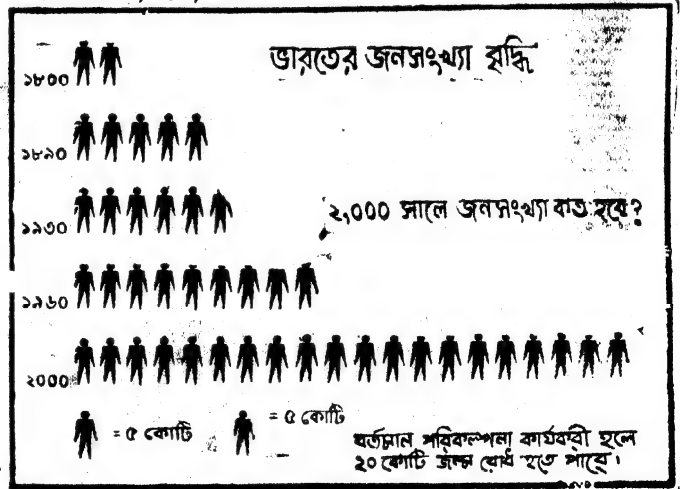 ভারতের জনসংখ্যা বৃদ্ধি
১৮০০
১৮৯০
১৯৩০
২,০০০ সালে জনসংখ্যা কত হবে?
১৯৬০
২০০০
= ৫ কোটি
= ৫ কোটি
বর্তমান পরিকল্পনা কার্যকরী হলে
২০ কোটি জন্ম রোধ হতে পারে।